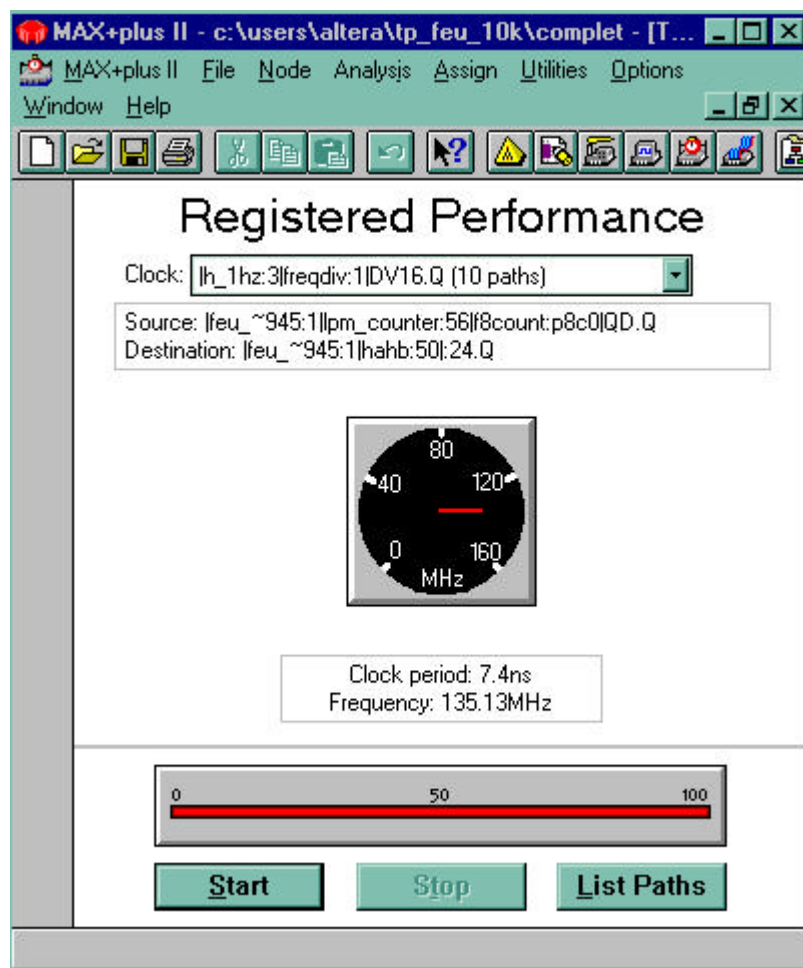 MAX+plus II - c:\users\altera\tp_feu_10k\complet - [T...
MAX+plus II File Node Analysis Assign Utilities Options
Window Help
Registered Performance
Clock: |h_1hz:3|freqdiv:1|DV16.Q (10 paths)
Source: |feu_~945:1|lpm_counter:56|f8count:p8c0|QD.Q
Destination: |feu_~945:1|hahb:50|:24.Q
80
40 120
0 160
MHz
Clock period: 7.4ns
Frequency: 135.13MHz
0 50 100
Start Stop List Paths